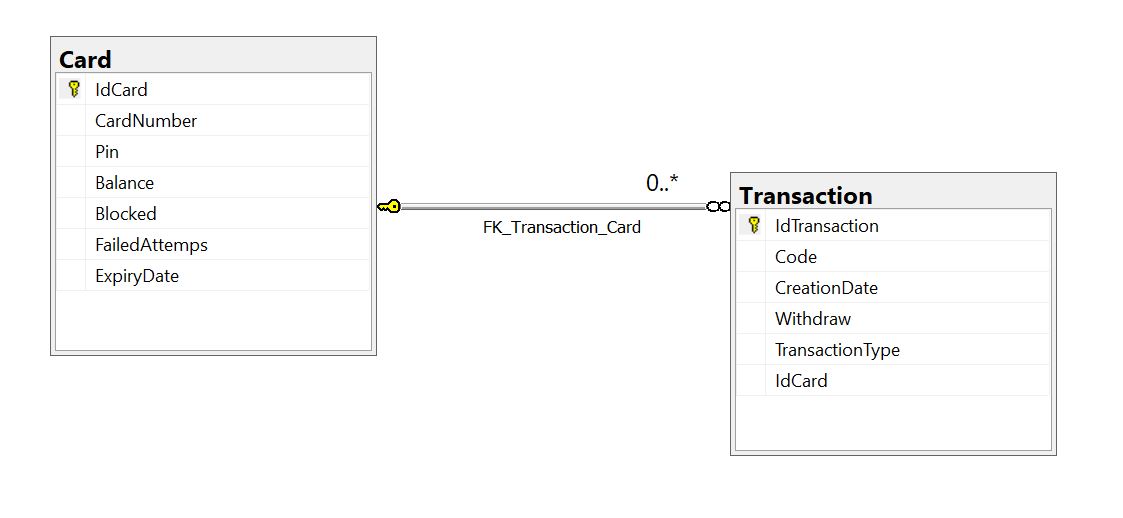 Card
IdCard
CardNumber
Pin
Balance
Blocked
FailedAttemps
ExpiryDate
0..*
FK_Transaction_Card
Transaction
IdTransaction
Code
CreationDate
Withdraw
TransactionType
IdCard